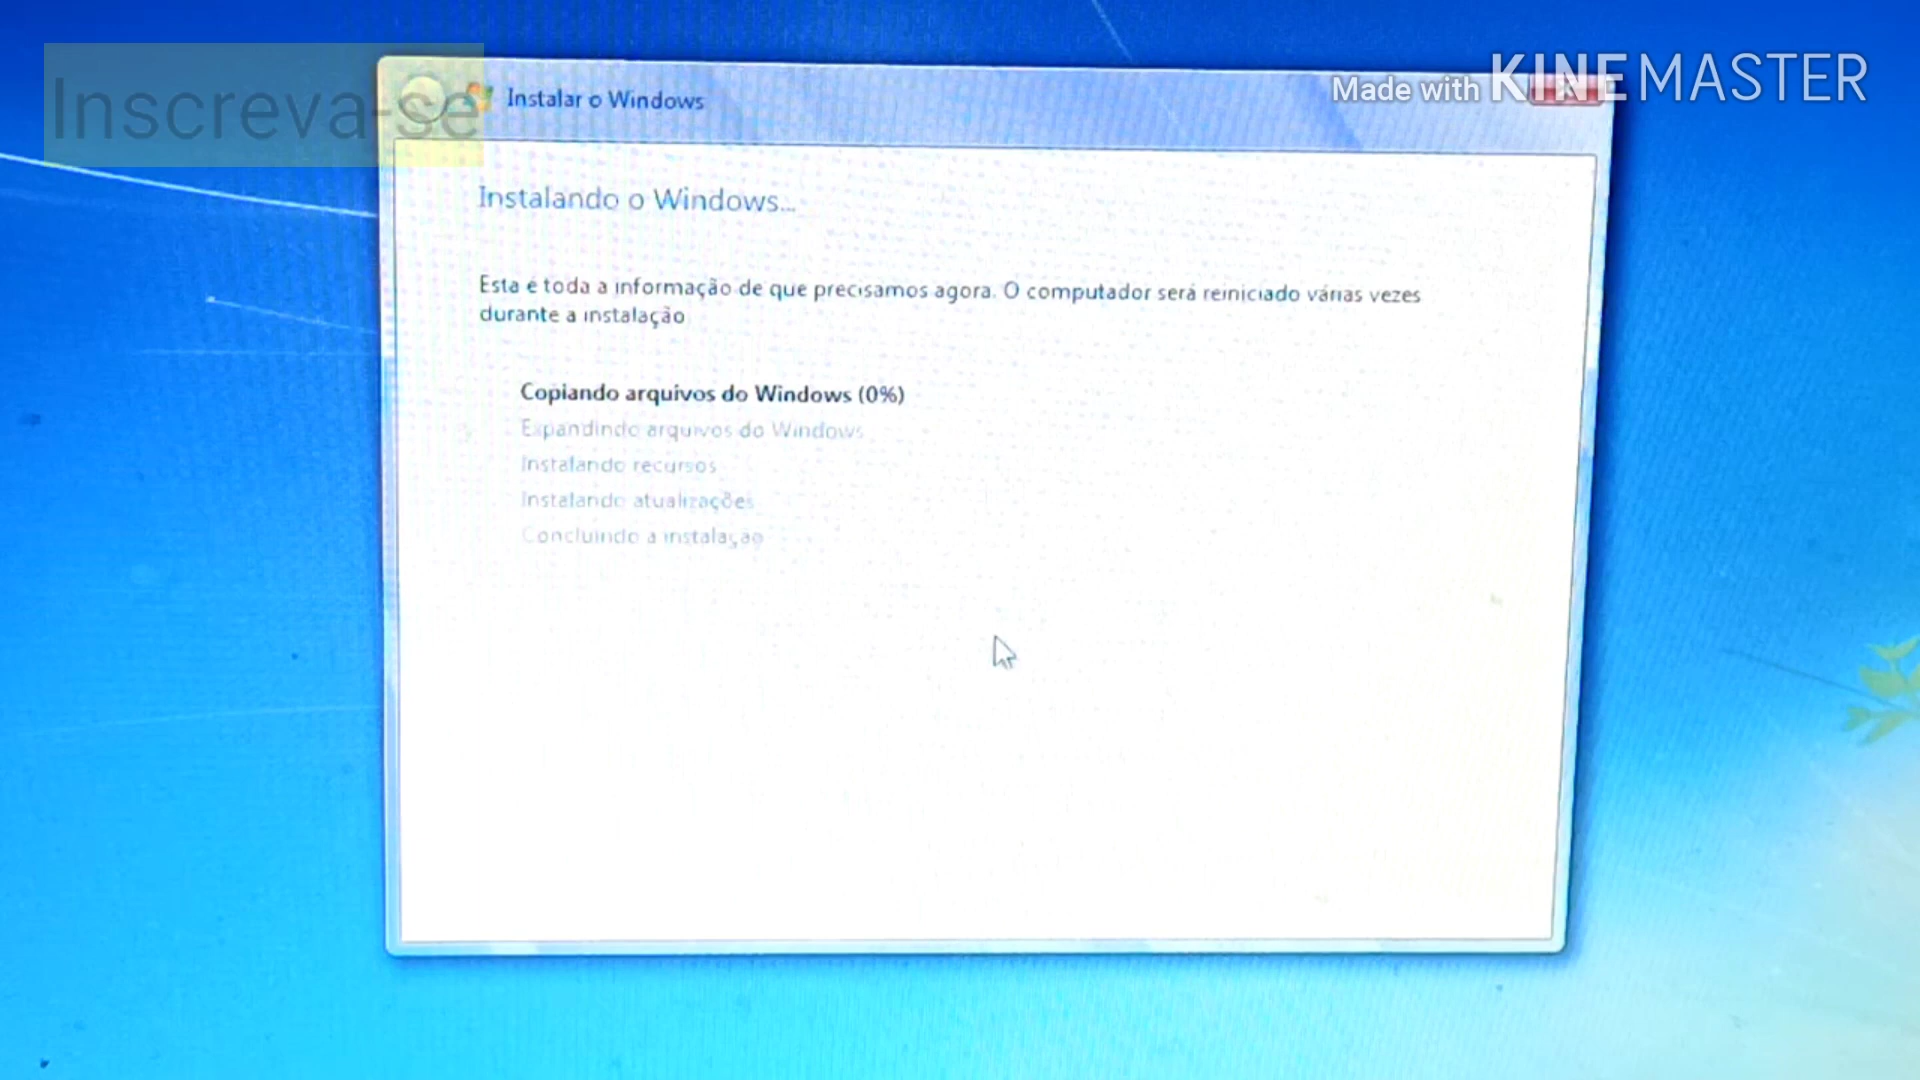 Inscreva-se
Made with KINEMASTER
Instalar o Windows
Instalando o Windows...
Esta é toda a informação de que precisamos agora. O computador será reiniciado várias vezes
durante a instalação.
Copiando arquivos do Windows (0%)
Expandindo arquivos do Windows
Instalando recursos
Instalando atualizações
Concluindo a instalação